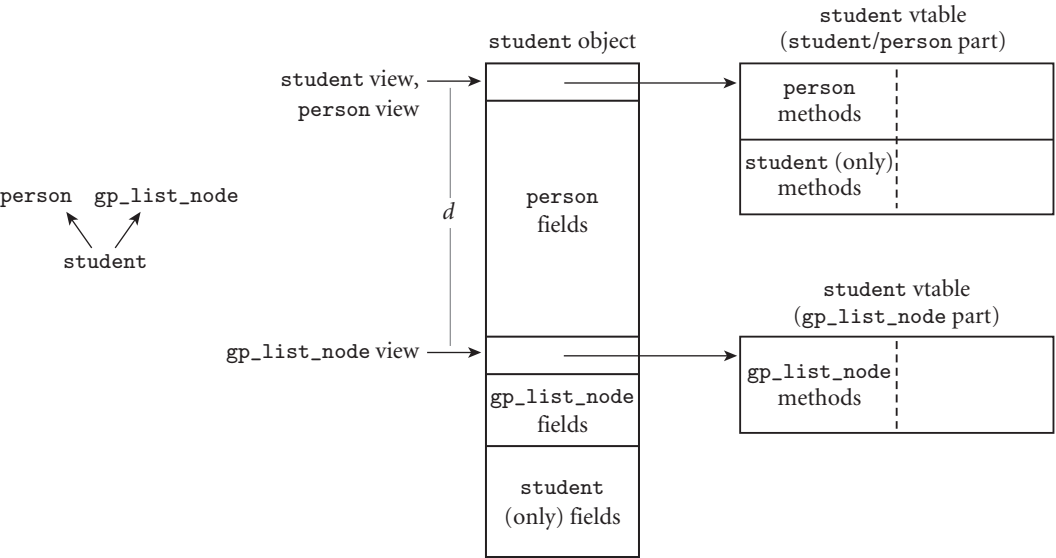 student vtable
(student/person part)
student object
student view,
person view
person
methods
student (only)
methods
person gp_list_node
student
d
person
fields
student vtable
(gp_list_node part)
gp_list_node view
gp_list_node
methods
gp_list_node
fields
student
(only) fields